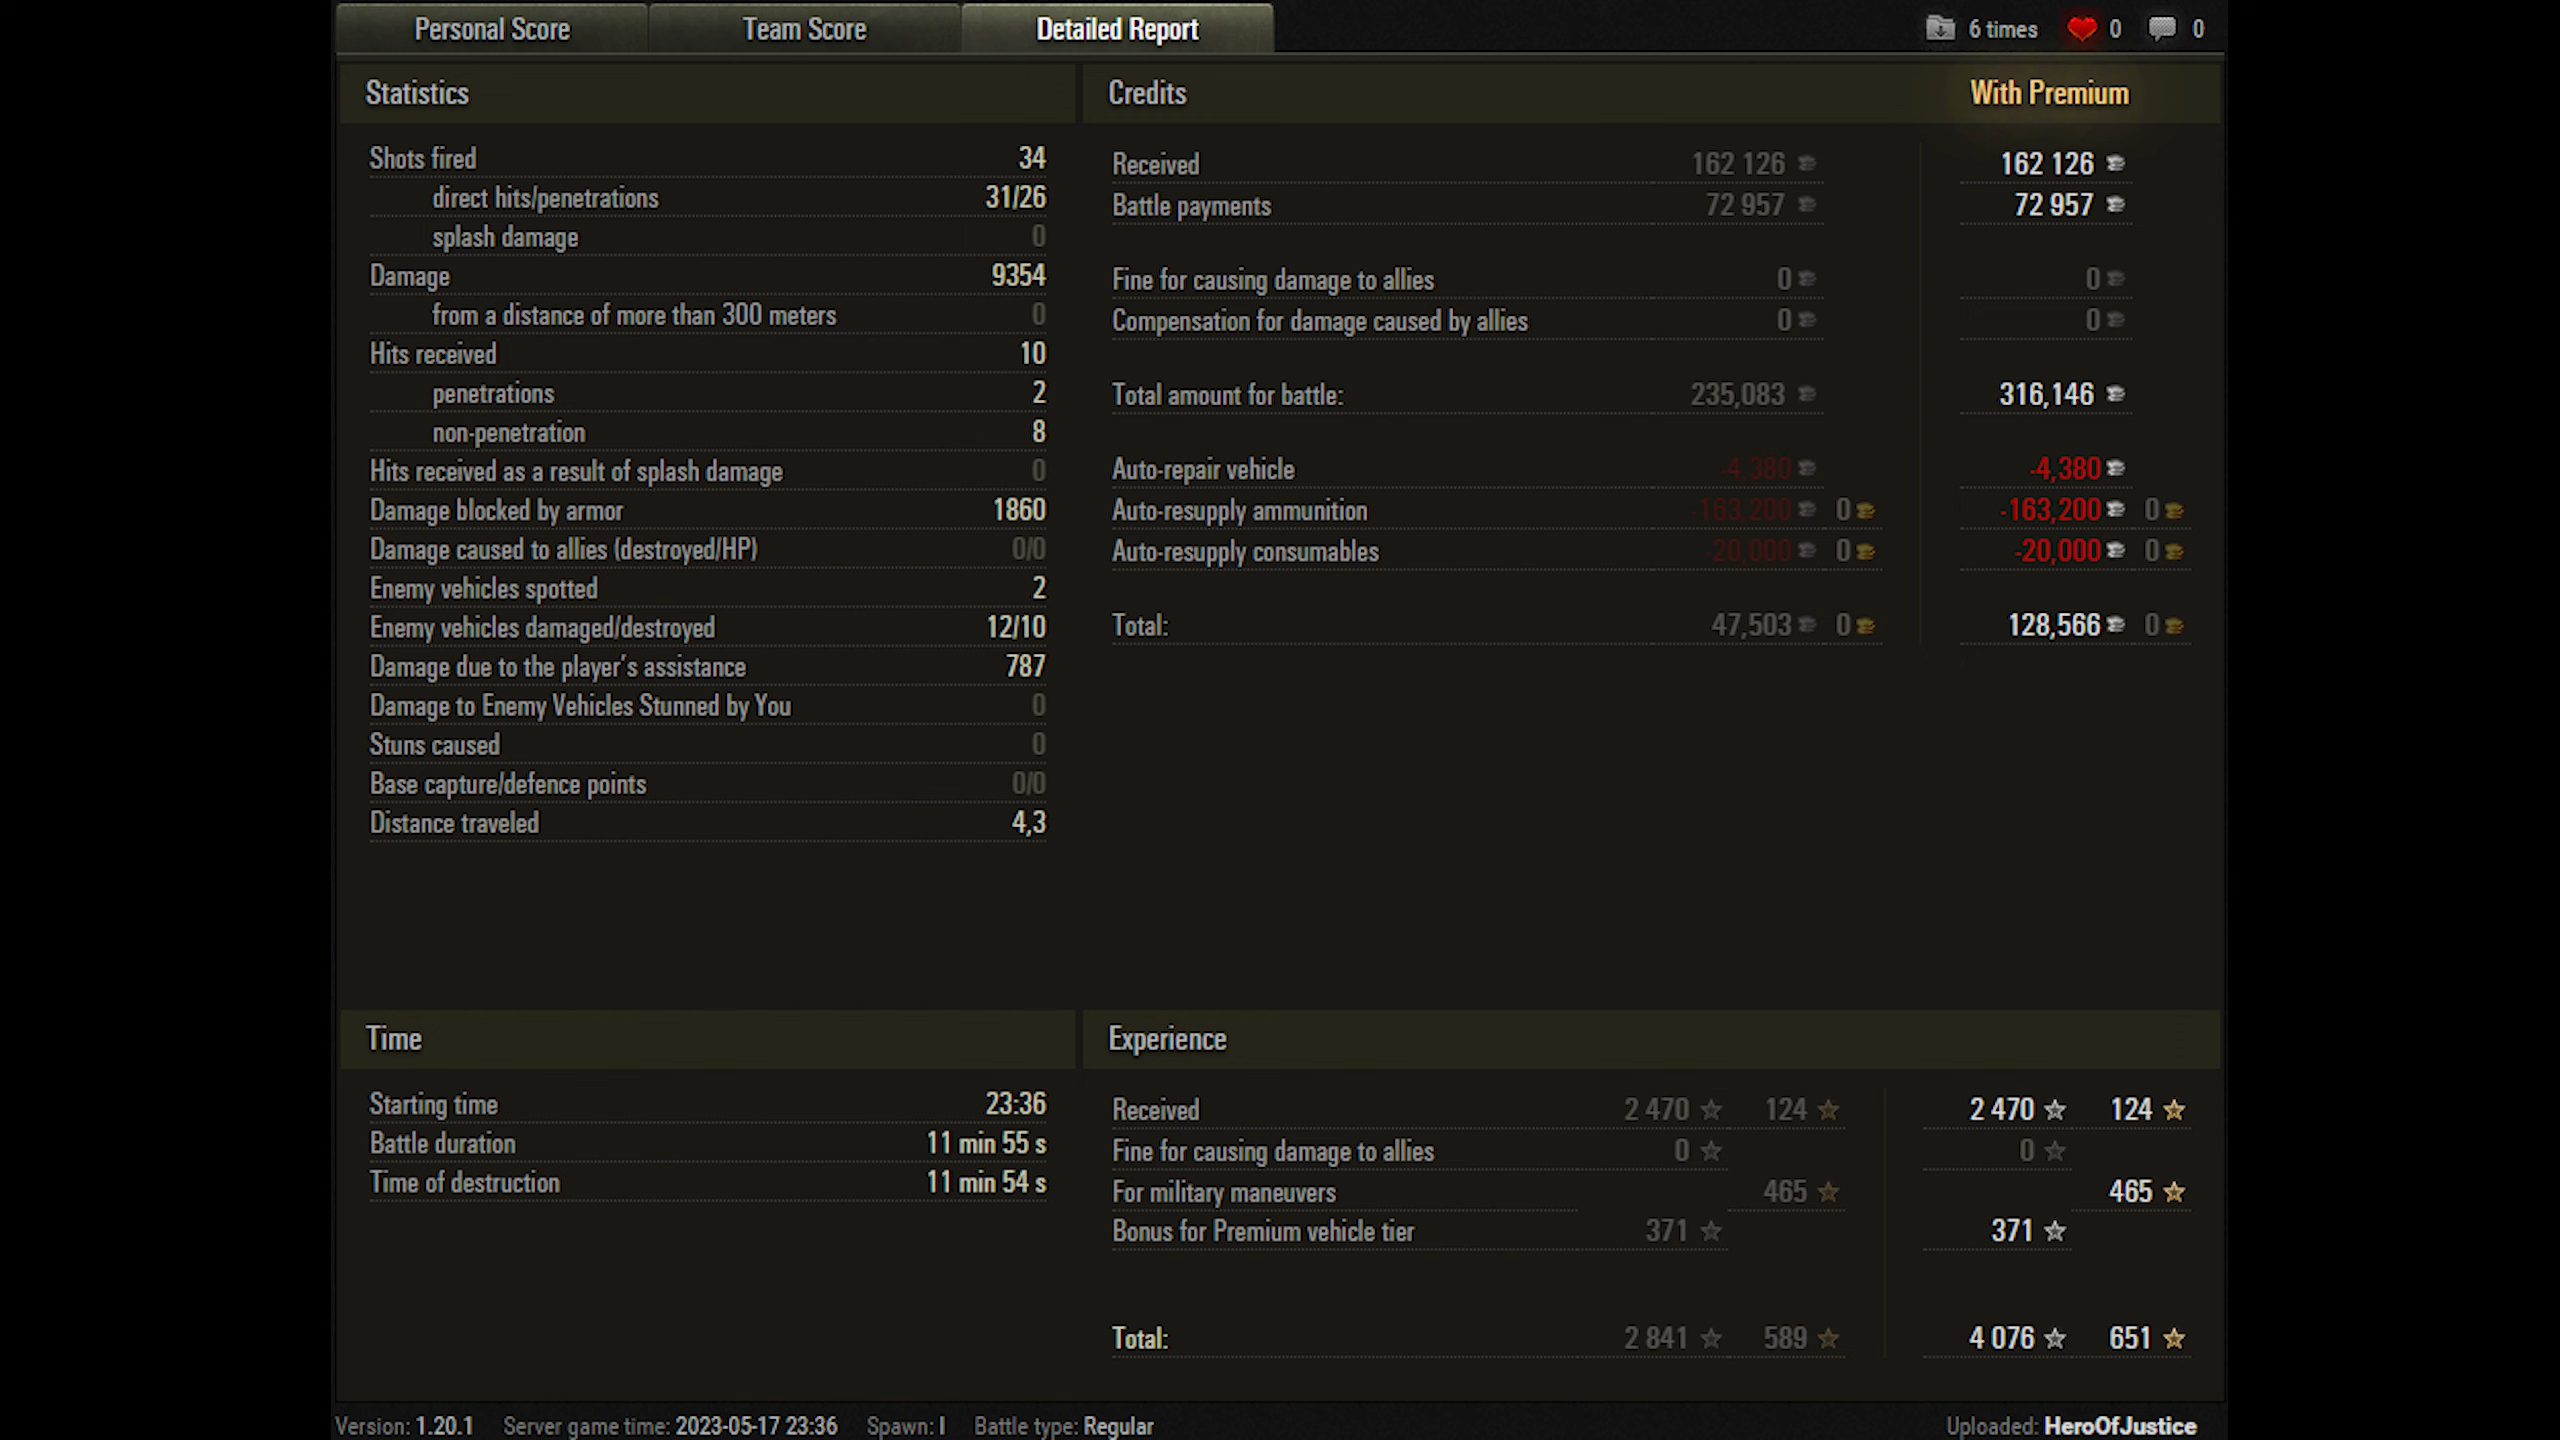 Personal Score Team Score Detailed Report 6 times 0 0
Statistics
Shots fired 34
direct hits/penetrations 31/26
splash damage 0
Damage 9354
from a distance of more than 300 meters 0
Hits received 10
penetrations 2
non-penetration 8
Hits received as a result of splash damage 0
Damage blocked by armor 1860
Damage caused to allies (destroyed/HP) 0/0
Enemy vehicles spotted 2
Enemy vehicles damaged/destroyed 12/10
Damage due to the player's assistance 787
Damage to Enemy Vehicles Stunned by You 0
Stuns caused 0
Base capture/defence points 0/0
Distance traveled 4,3
Credits With Premium
Received 162 126 162 126
Battle payments 72 957 72 957
Fine for causing damage to allies 0 0
Compensation for damage caused by allies 0 0
Total amount for battle: 235,083 316,146
Auto-repair vehicle -4,380 -4,380
Auto-resupply ammunition -163,200 0 -163,200 0
Auto-resupply consumables -20,000 0 -20,000 0
Total: 47,503 0 128,566 0
Time
Starting time 23:36
Battle duration 11 min 55 s
Time of destruction 11 min 54 s
Experience
Received 2 470 124 2 470 124
Fine for causing damage to allies 0 0
For military maneuvers 465 465
Bonus for Premium vehicle tier 371 371
Total: 2 841 589 4 076 651
Version: 1.20.1 Server game time: 2023-05-17 23:36 Spawn: I Battle type: Regular Uploaded: HeroOfJustice